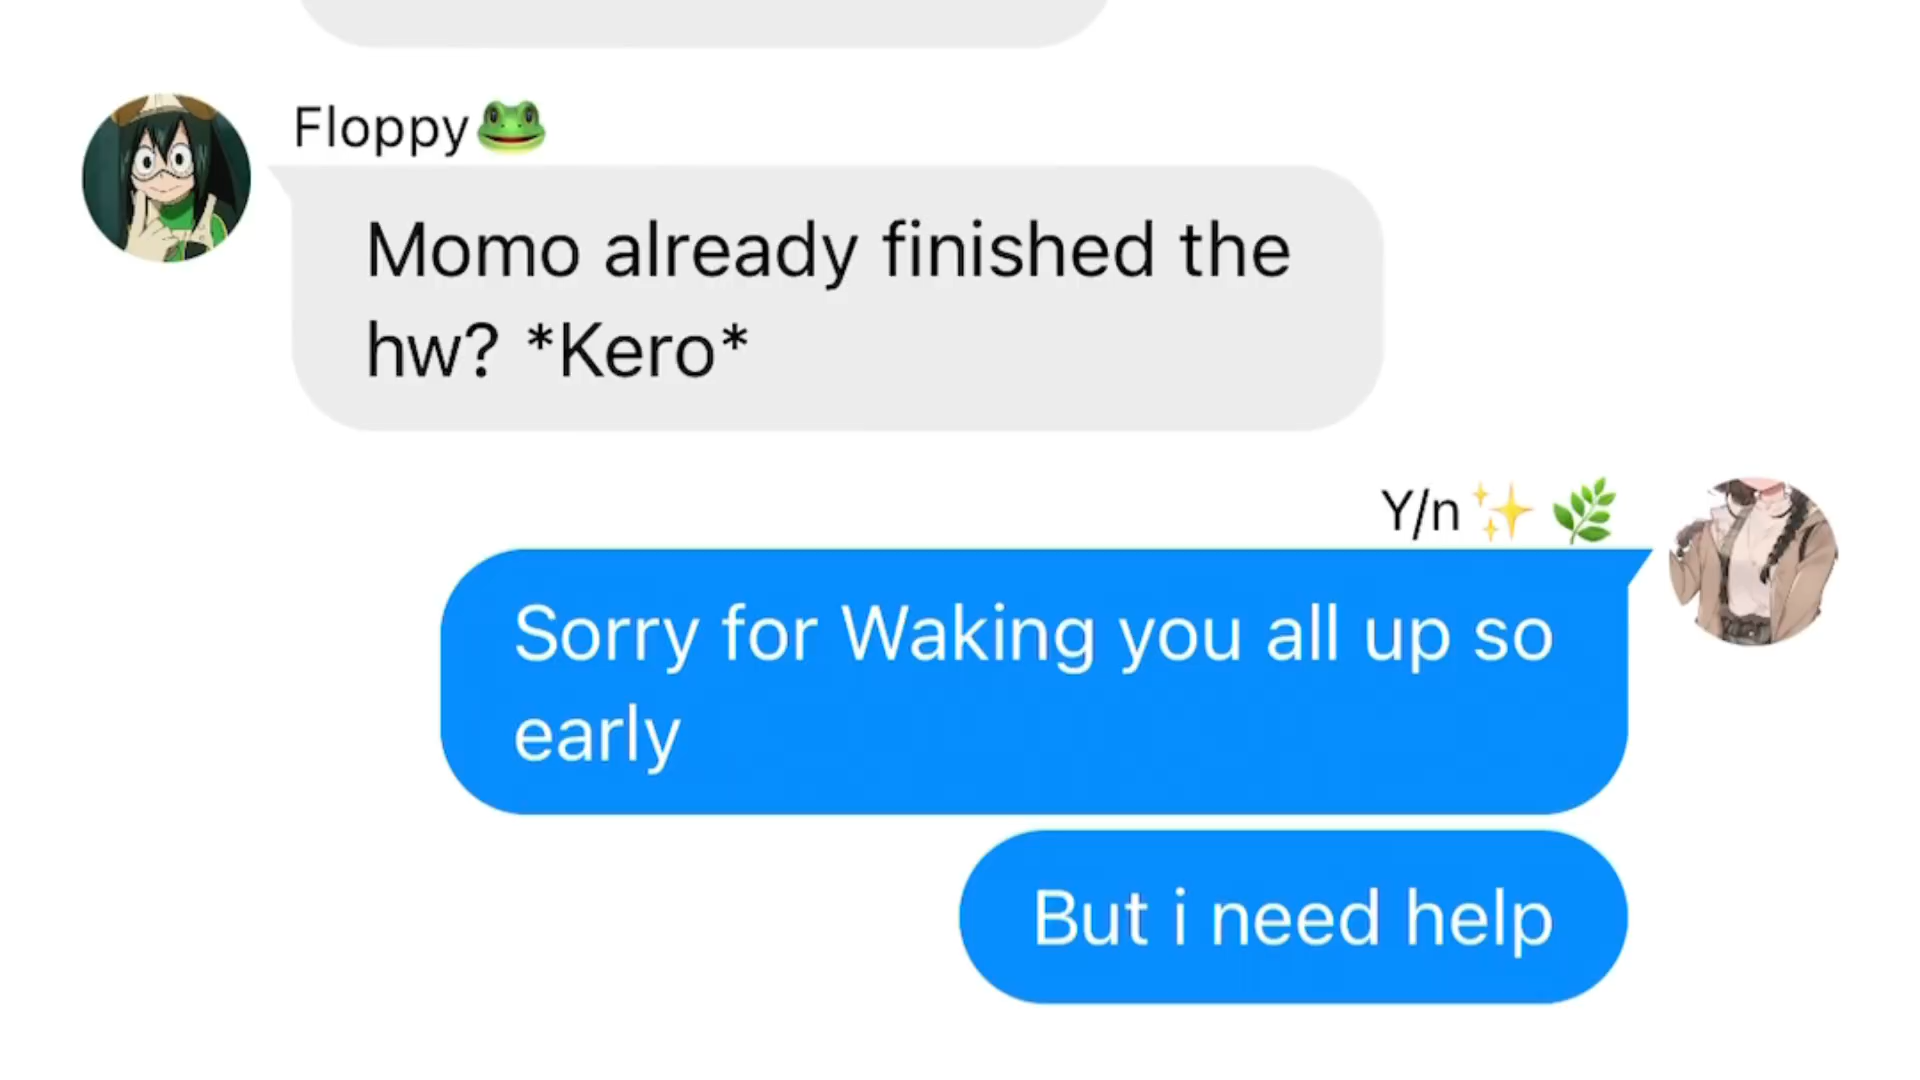 Floppy🐸
Momo already finished the
hw? *Kero*
Y/n✨🌿
Sorry for Waking you all up so
early
But i need help